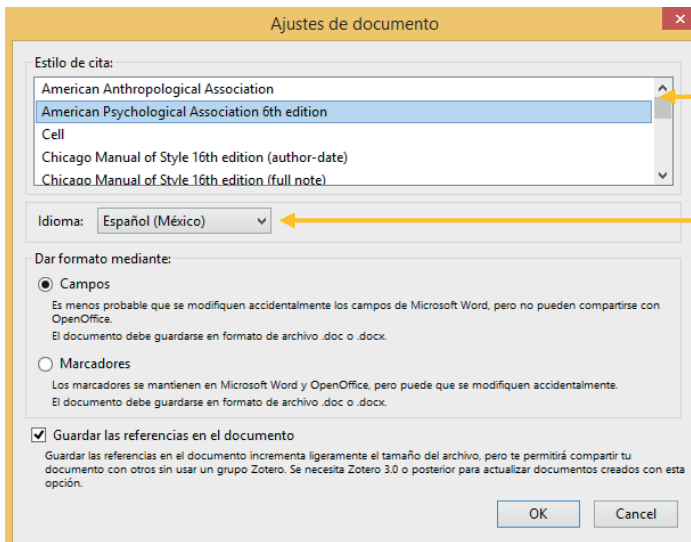 Ajustes de documento
Estilo de cita:
American Anthropological Association
American Psychological Association 6th edition
Cell
Chicago Manual of Style 16th edition (author-date)
Chicago Manual of Style 16th edition (full note)
Idioma: Español (México)
Dar formato mediante:
Campos
Es menos probable que se modifiquen accidentalmente los campos de Microsoft Word, pero no pueden compartirse con
OpenOffice.
El documento debe guardarse en formato de archivo .doc o .docx.
Marcadores
Los marcadores se mantienen en Microsoft Word y OpenOffice, pero puede que se modifiquen accidentalmente.
El documento debe guardarse en formato de archivo .doc o .docx.
Guardar las referencias en el documento
Guardar las referencias en el documento incrementa ligeramente el tamaño del archivo, pero te permitirá compartir tu
documento con otros sin usar un grupo Zotero. Se necesita Zotero 3.0 o posterior para actualizar documentos creados con esta
opción.
OK Cancel